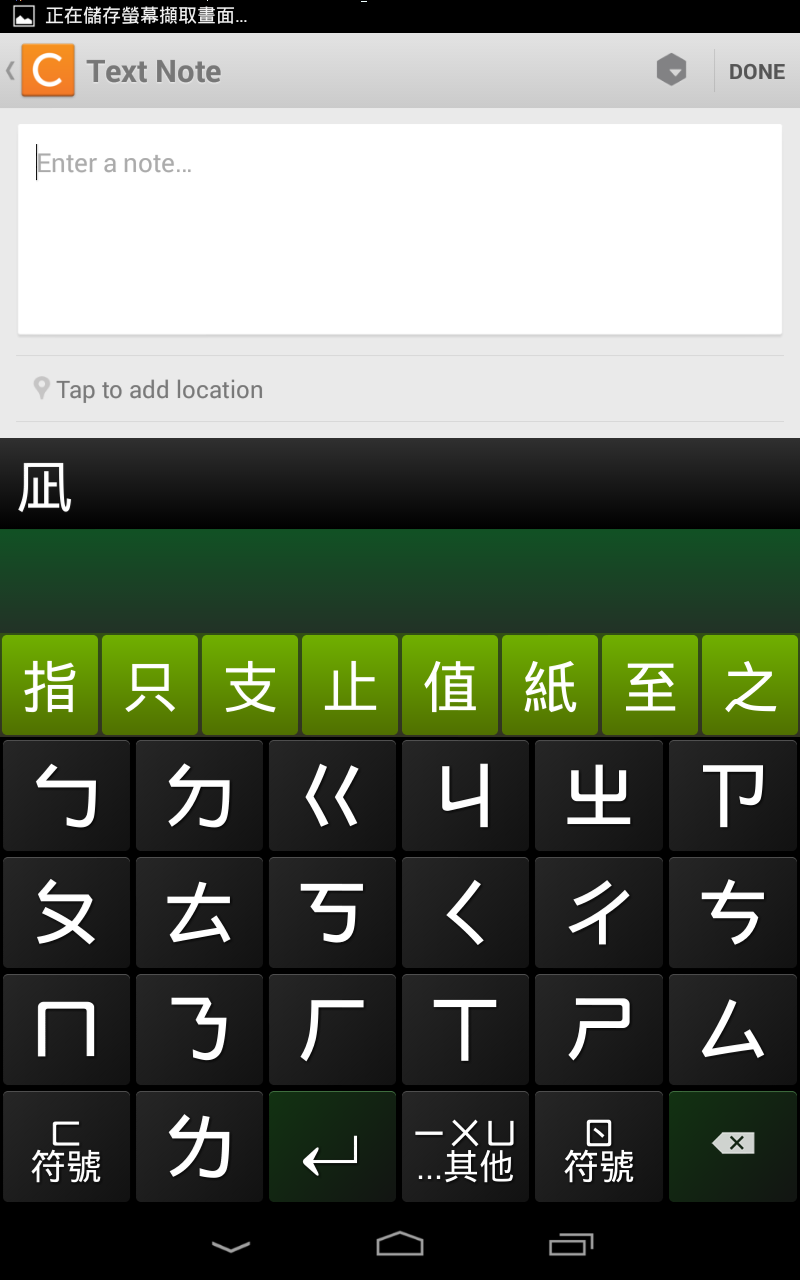 正在儲存螢幕擷取畫面...
C Text Note DONE
Enter a note...
Tap to add location
凪
指 只 支 止 值 紙 至 之
ㄅ ㄉ ㄍ ㄐ ㄓ ㄗ
ㄆ ㄊ ㄎ ㄑ ㄔ ㄘ
ㄇ ㄋ ㄏ ㄒ ㄕ ㄙ
ㄈ ㄌ ㄧㄨㄩ ㄖ
符號 ...其他 符號